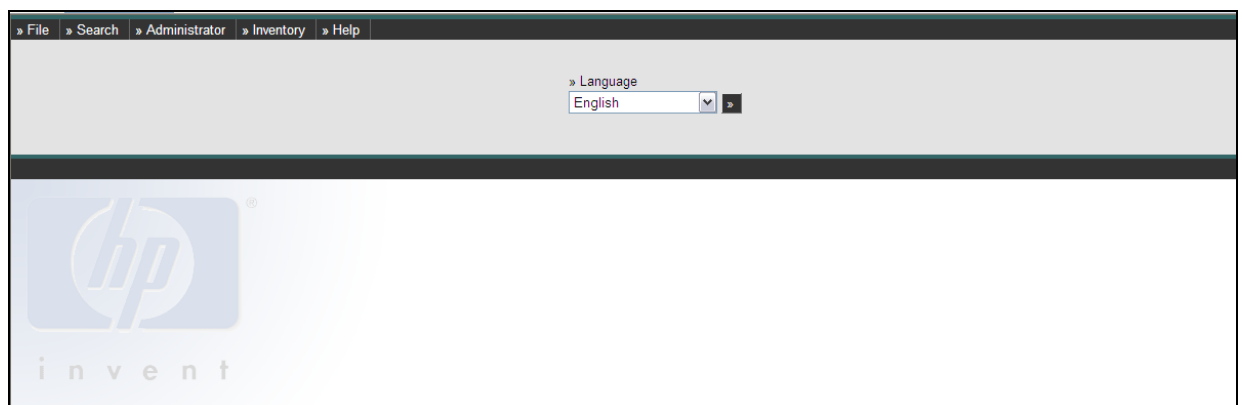 » File » Search » Administrator » Inventory » Help
» Language
English »
hp ®
invent